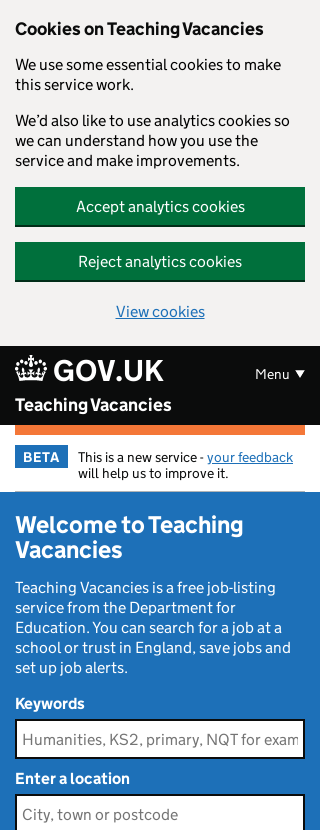 Cookies on Teaching Vacancies
We use some essential cookies to make
this service work.
We’d also like to use analytics cookies so
we can understand how you use the
service and make improvements.
Accept analytics cookies
Reject analytics cookies
View cookies
GOV.UK
Menu ▼
Teaching Vacancies
BETA
This is a new service - your feedback
will help us to improve it.
Welcome to Teaching
Vacancies
Teaching Vacancies is a free job-listing
service from the Department for
Education. You can search for a job at a
school or trust in England, save jobs and
set up job alerts.
Keywords
Humanities, KS2, primary, NQT for exam
Enter a location
City, town or postcode